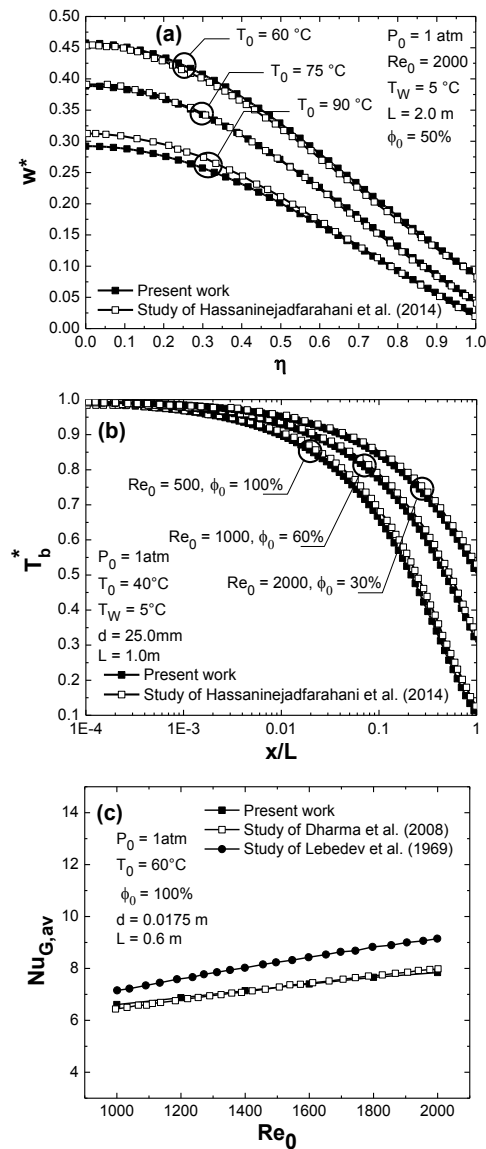 (a)
T0 = 60 °C
T0 = 75 °C
T0 = 90 °C
P0 = 1 atm
Re0 = 2000
TW = 5 °C
L = 2.0 m
ϕ0 = 50%
w*
0.50
0.45
0.40
0.35
0.30
0.25
0.20
0.15
0.10
0.05
0.00
Present work
Study of Hassaninejadfarahani et al. (2014)
0.0 0.1 0.2 0.3 0.4 0.5 0.6 0.7 0.8 0.9 1.0
η
(b)
Tb*
1.0
0.9
0.8
0.7
0.6
0.5
0.4
0.3
0.2
0.1
Re0 = 500, ϕ0 = 100%
Re0 = 1000, ϕ0 = 60%
Re0 = 2000, ϕ0 = 30%
P0 = 1atm
T0 = 40°C
TW = 5°C
d = 25.0mm
L = 1.0m
Present work
Study of Hassaninejadfarahani et al. (2014)
1E-4 1E-3 0.01 0.1 1
x/L
(c)
Present work
Study of Dharma et al. (2008)
Study of Lebedev et al. (1969)
P0 = 1atm
T0 = 60°C
ϕ0 = 100%
d = 0.0175 m
L = 0.6 m
NuG,av
14
12
10
8
6
4
1000 1200 1400 1600 1800 2000
Re0